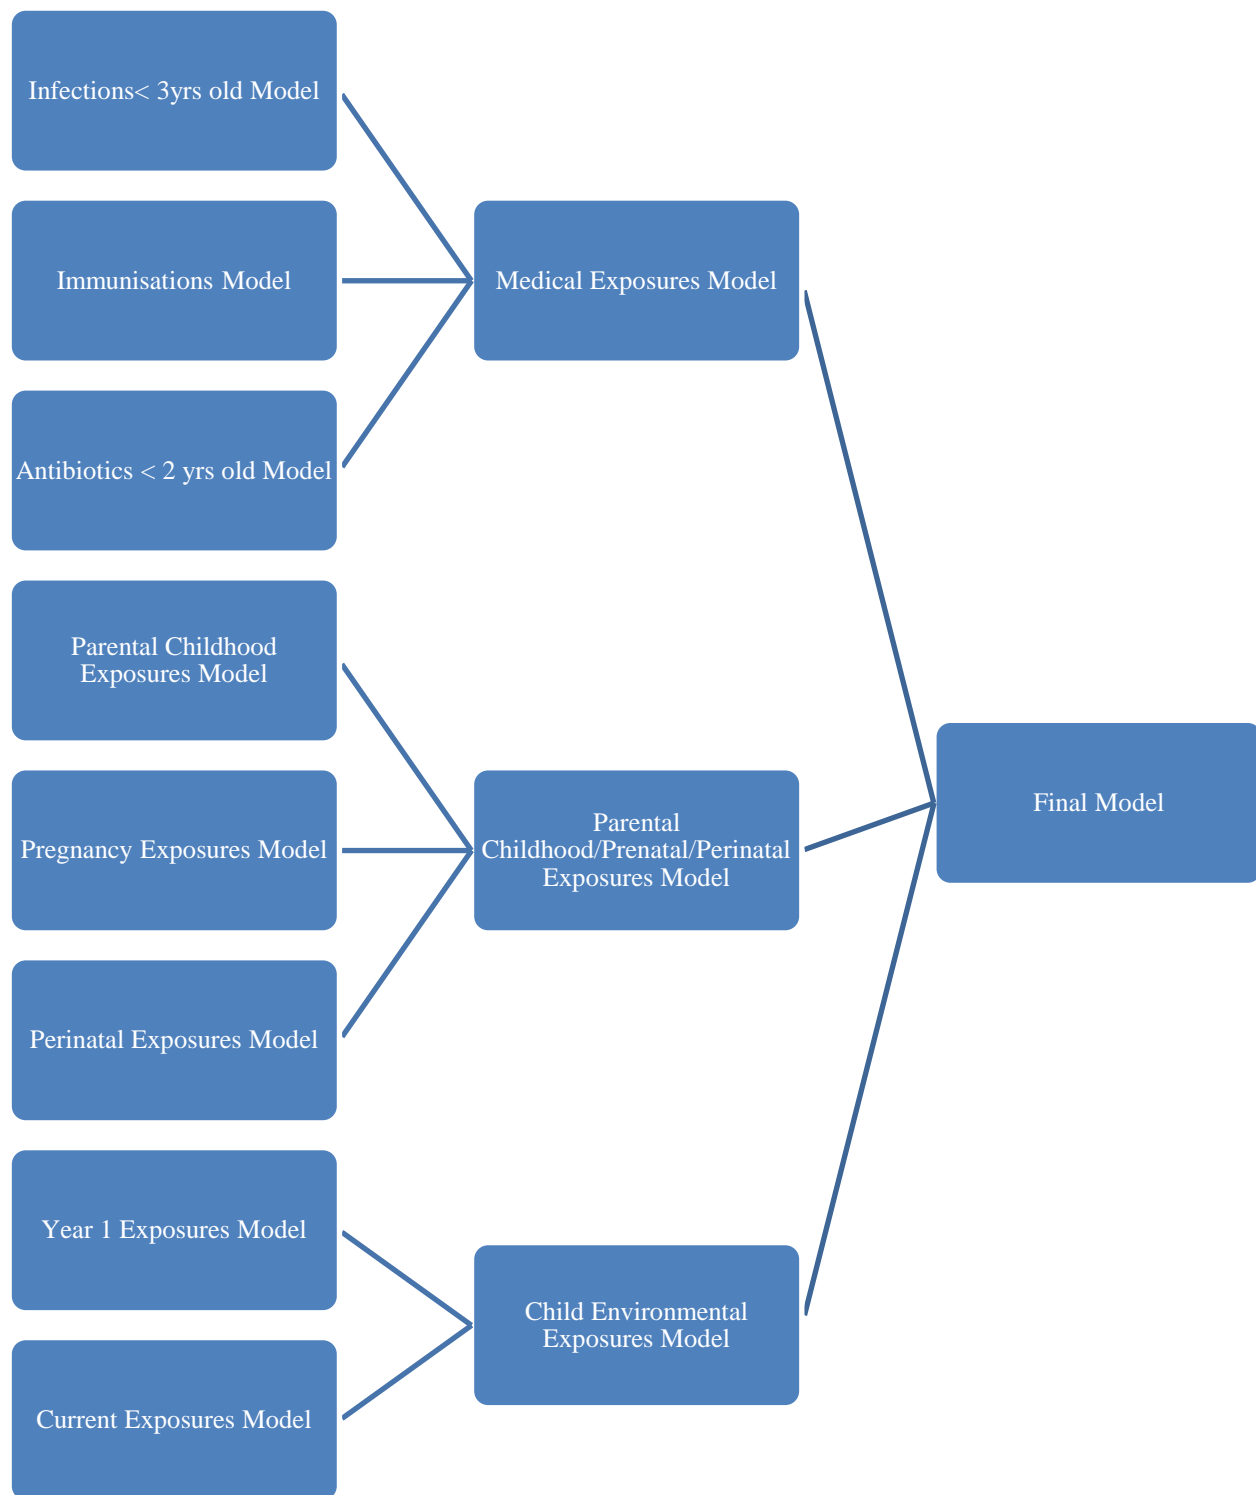 Infections< 3yrs old Model
Immunisations Model
Medical Exposures Model
Antibiotics < 2 yrs old Model
Parental Childhood
Exposures Model
Pregnancy Exposures Model
Parental
Childhood/Prenatal/Perinatal
Exposures Model
Final Model
Perinatal Exposures Model
Year 1 Exposures Model
Child Environmental
Exposures Model
Current Exposures Model